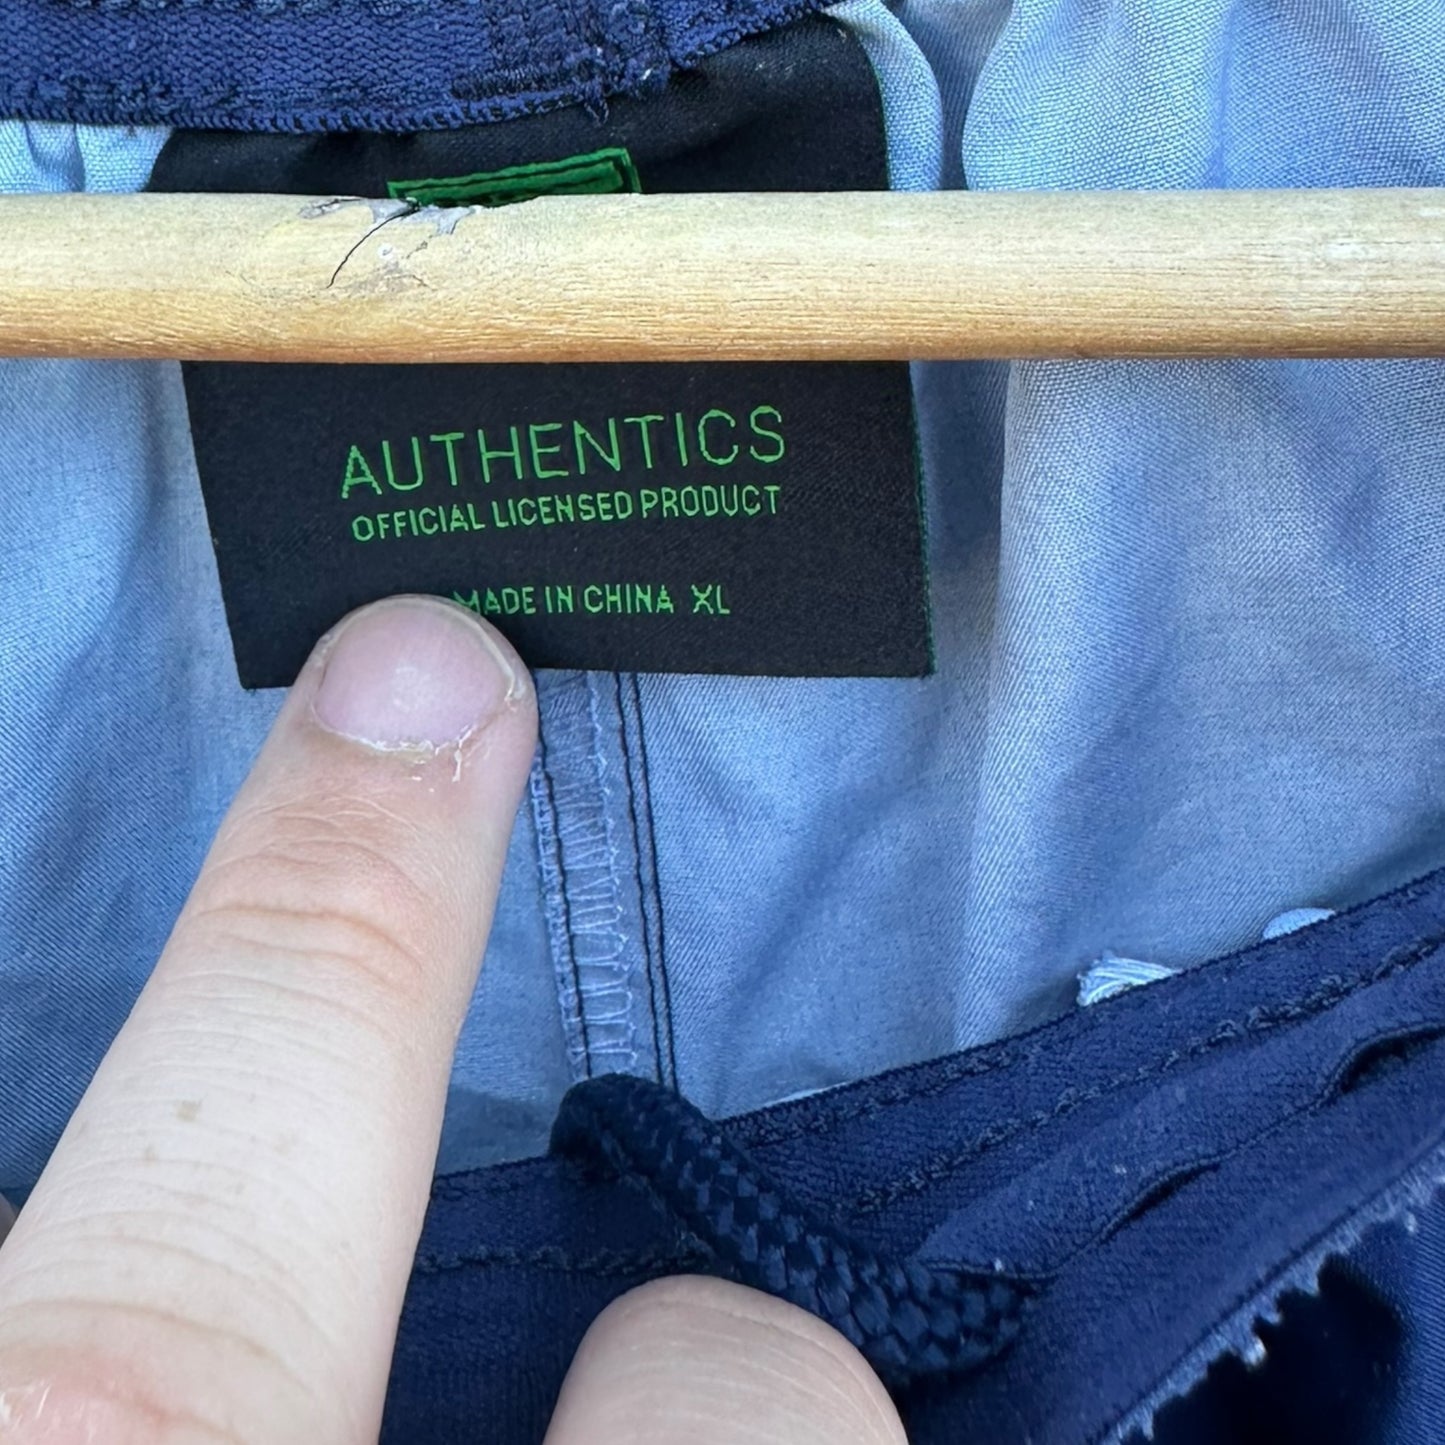 AUTHENTICS
OFFICIAL LICENSED PRODUCT
MADE IN CHINA XL